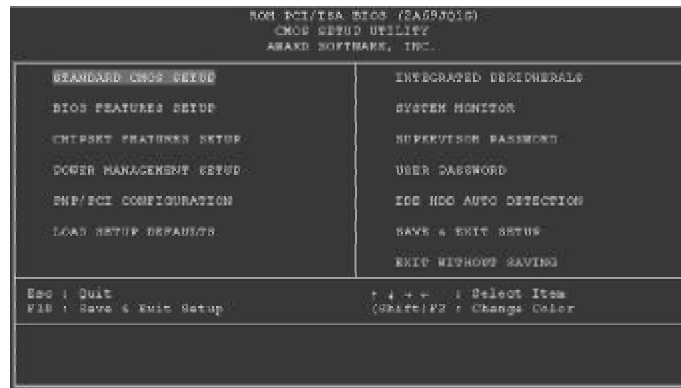 ROM PCI/ISA BIOS (2A69JQ1G)
CMOS SETUP UTILITY
AWARD SOFTWARE, INC.
STANDARD CMOS SETUP
BIOS FEATURES SETUP
CHIPSET FEATURES SETUP
POWER MANAGEMENT SETUP
PNP/PCI CONFIGURATION
LOAD SETUP DEFAULTS
INTEGRATED PERIPHERALS
SYSTEM MONITOR
SUPERVISOR PASSWORD
USER PASSWORD
IDE HDD AUTO DETECTION
SAVE & EXIT SETUP
EXIT WITHOUT SAVING
Esc : Quit
F10 : Save & Exit Setup
↑ ↓ → ← : Select Item
(Shift)F2 : Change Color